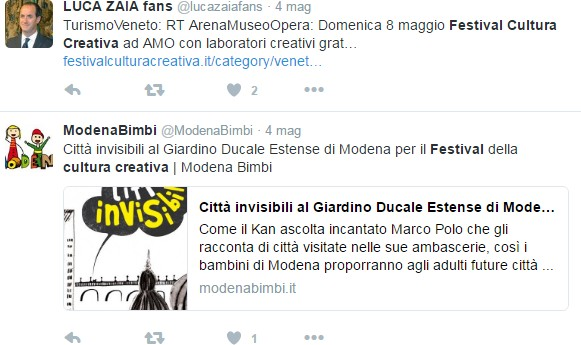 LUCA ZAIA fans @lucazaiafans · 4 mag
TurismoVeneto: RT ArenaMuseoOpera: Domenica 8 maggio Festival Cultura
Creativa ad AMO con laboratori creativi grat…
festivalculturacreativa.it/category/venet…
2
ModenaBimbi @ModenaBimbi · 4 mag
Città invisibili al Giardino Ducale Estense di Modena per il Festival della
cultura creativa | Modena Bimbi
invisibili
Città invisibili al Giardino Ducale Estense di Mode...
Come il Kan ascolta incantato Marco Polo che gli
racconta di città visitate nelle sue ambascerie, così i
bambini di Modena proporranno agli adulti future città ...
modenabimbi.it
1